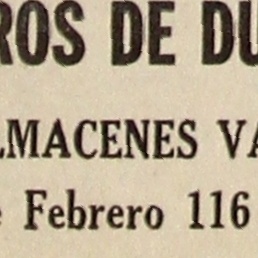 ROS DE DU
LMACENES VA
e Febrero 116